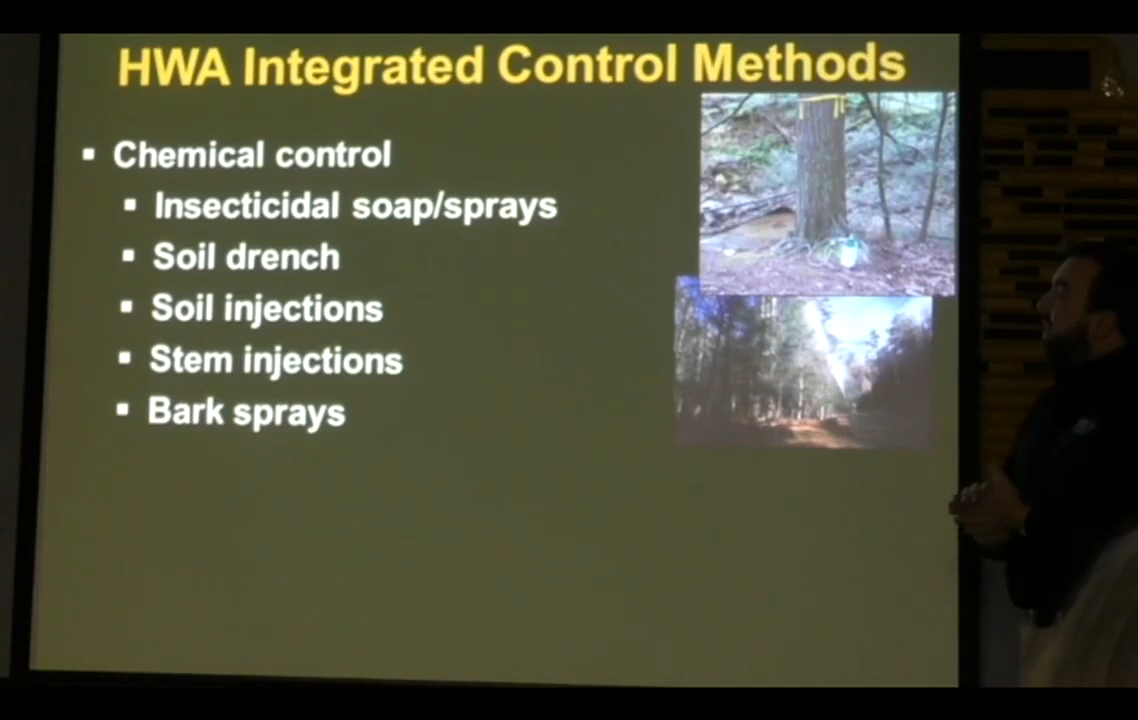 HWA Integrated Control Methods
▪ Chemical control
▪ Insecticidal soap/sprays
▪ Soil drench
▪ Soil injections
▪ Stem injections
▪ Bark sprays